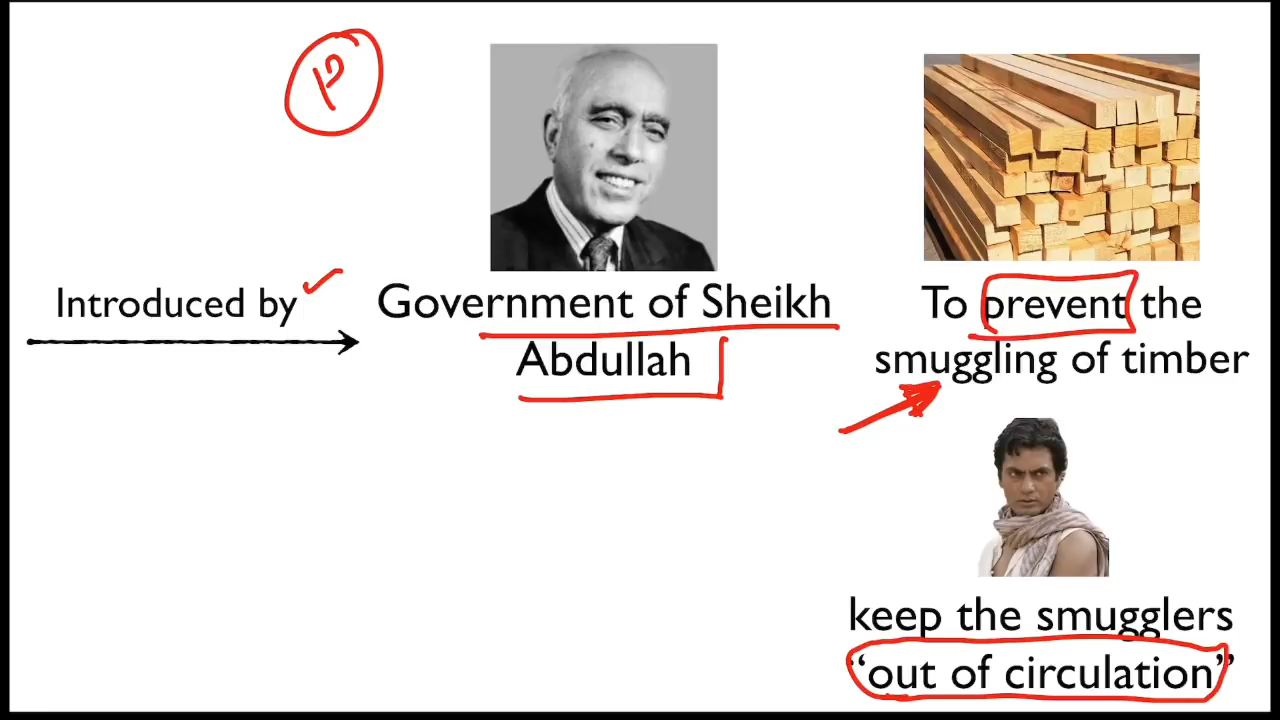 Introduced by
Government of Sheikh
Abdullah
To prevent the
smuggling of timber
keep the smugglers
“out of circulation”